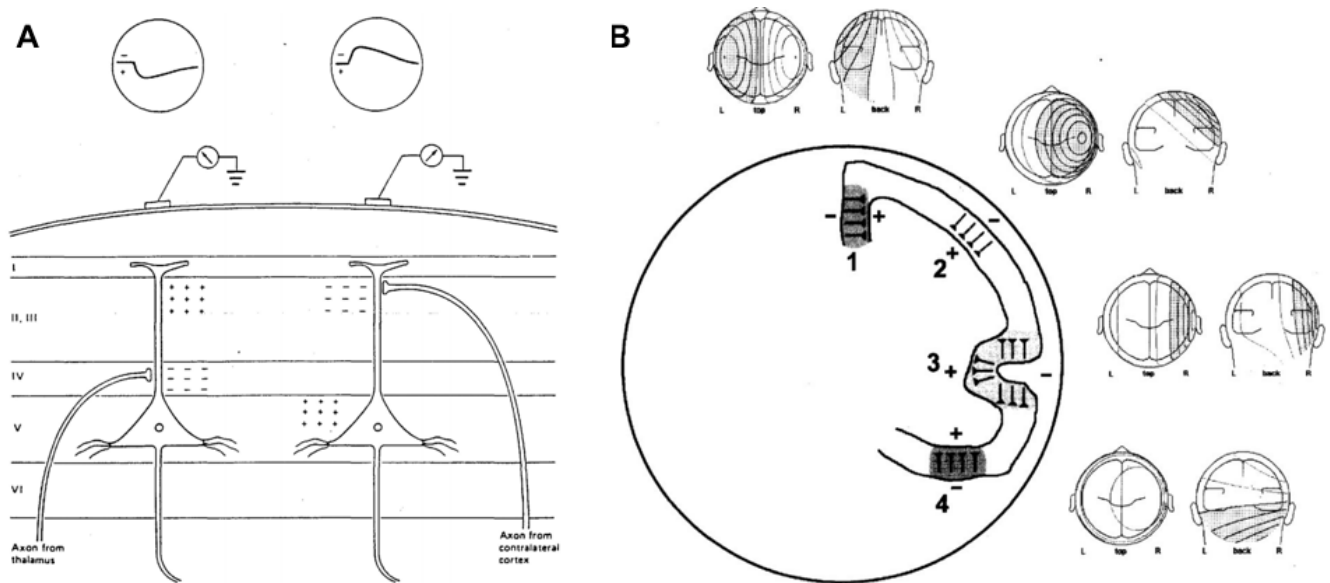 A
−
+
−
+
I
II, III
IV
V
VI
Axon from
thalamus
Axon from
contralateral
cortex
+ + +
+ + +
+ + +
− − −
− − −
− − −
− − −
− − −
− − −
+ + +
+ + +
+ + +
B
L top R
L back R
L top R
L back R
− +
1
−
2 +
3 +
−
+
4 −
L top R
L back R
L top R
L back R